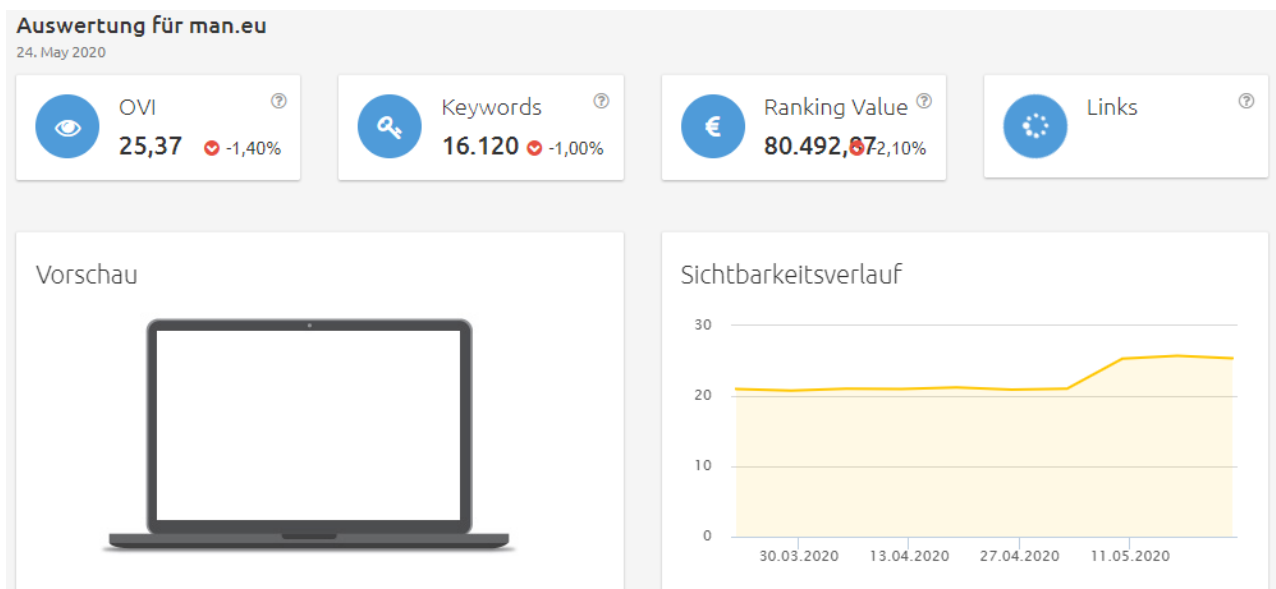 Auswertung für man.eu
24. May 2020
OVI
25,37 -1,40%
Keywords
16.120 -1,00%
Ranking Value
80.492,87 -2,10%
Links
Vorschau
Sichtbarkeitsverlauf
30
20
10
0
30.03.2020 13.04.2020 27.04.2020 11.05.2020